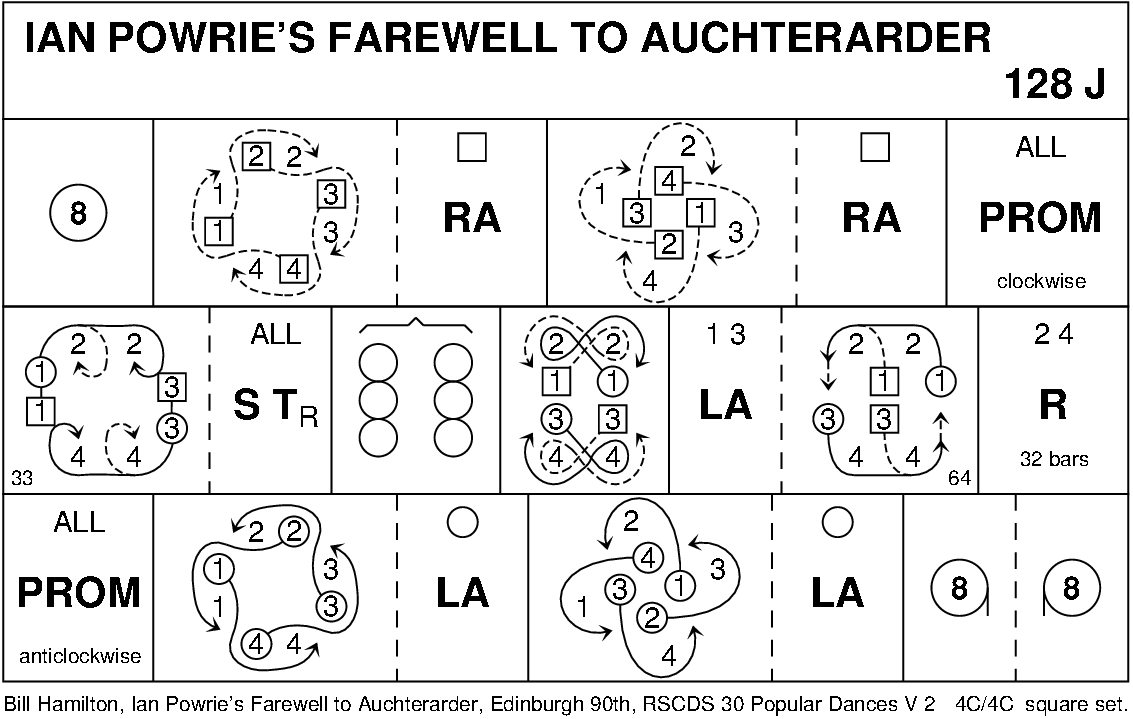 IAN POWRIE'S FAREWELL TO AUCHTERARDER
128 J
8
2 2
1 3
1 3
4 4
RA
2
4
1 3 1
2 3
4
RA
ALL
PROM
clockwise
2 2
1 3
1 3
4 4
33
ALL
S TR
2 2
1 1
3 3
4 4
1 3
LA
2 2
1 1
3 3
4 4
64
2 4
R
32 bars
ALL
PROM
anticlockwise
2 2
1 3
1 3
4 4
LA
2
4
3 1 3
1 2
4
LA
8
8
Bill Hamilton, Ian Powrie's Farewell to Auchterarder, Edinburgh 90th, RSCDS 30 Popular Dances V 2 4C/4C square set.